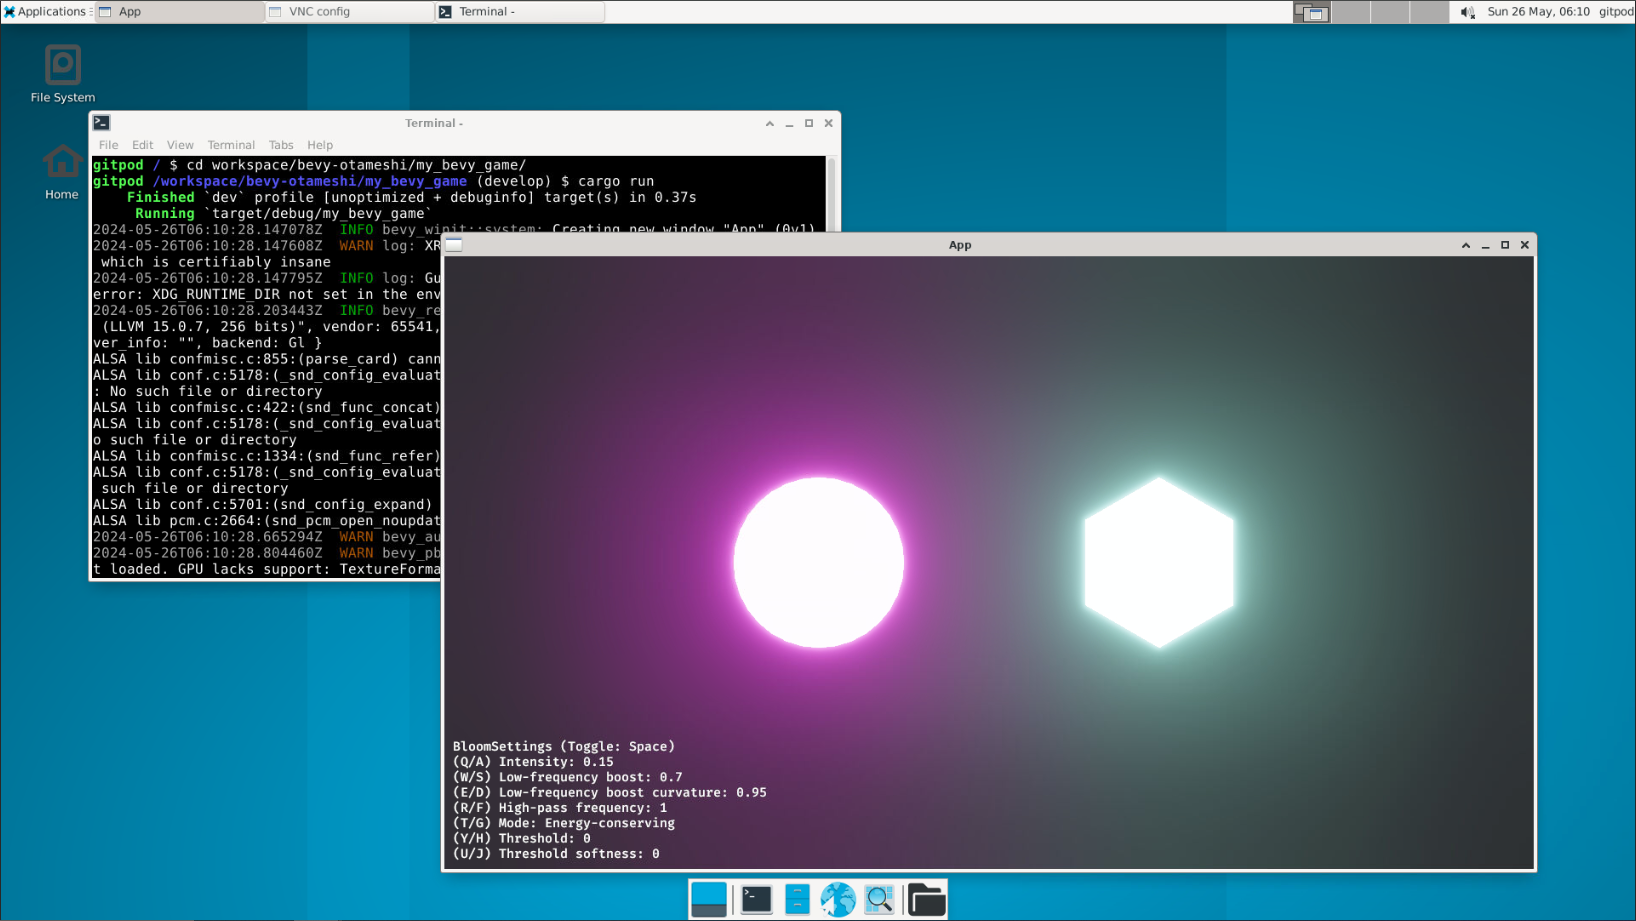 Applications
App
VNC config
Terminal -
Sun 26 May, 06:10
gitpod
File System
Home
Terminal -
File Edit View Terminal Tabs Help
gitpod / $ cd workspace/bevy-otameshi/my_bevy_game/
gitpod /workspace/bevy-otameshi/my_bevy_game (develop) $ cargo run
Finished `dev` profile [unoptimized + debuginfo] target(s) in 0.37s
Running `target/debug/my_bevy_game`
2024-05-26T06:10:28.147078Z INFO bevy_winit::system: Creating new window "App" (0v1)
2024-05-26T06:10:28.147608Z WARN log: XR
which is certifiably insane
2024-05-26T06:10:28.147795Z INFO log: Gu
error: XDG_RUNTIME_DIR not set in the env
2024-05-26T06:10:28.203443Z INFO bevy_re
(LLVM 15.0.7, 256 bits)", vendor: 65541,
ver_info: "", backend: Gl }
ALSA lib confmisc.c:855:(parse_card) cann
ALSA lib conf.c:5178:(_snd_config_evaluat
: No such file or directory
ALSA lib confmisc.c:422:(snd_func_concat)
ALSA lib conf.c:5178:(_snd_config_evaluat
o such file or directory
ALSA lib confmisc.c:1334:(snd_func_refer)
ALSA lib conf.c:5178:(_snd_config_evaluat
such file or directory
ALSA lib conf.c:5701:(snd_config_expand)
ALSA lib pcm.c:2664:(snd_pcm_open_noupdat
2024-05-26T06:10:28.665294Z WARN bevy_au
2024-05-26T06:10:28.804460Z WARN bevy_pb
t loaded. GPU lacks support: TextureForma
App
BloomSettings (Toggle: Space)
(Q/A) Intensity: 0.15
(W/S) Low-frequency boost: 0.7
(E/D) Low-frequency boost curvature: 0.95
(R/F) High-pass frequency: 1
(T/G) Mode: Energy-conserving
(Y/H) Threshold: 0
(U/J) Threshold softness: 0